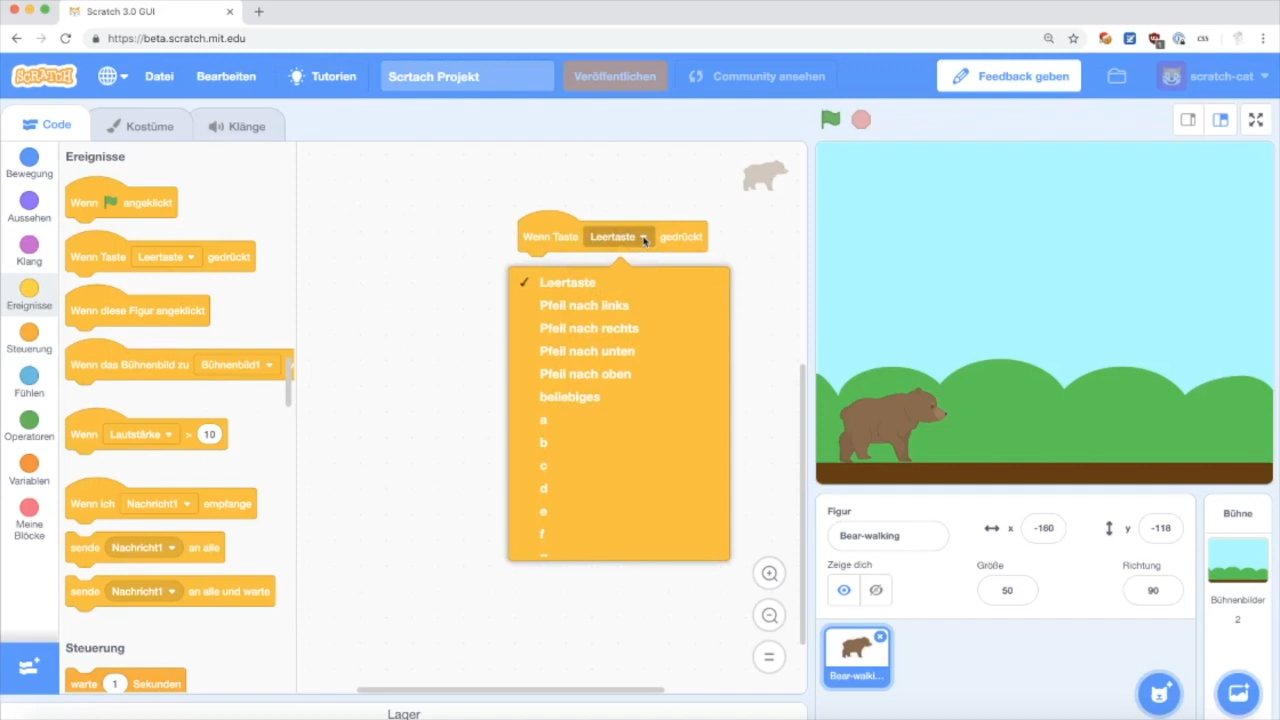 Scratch 3.0 GUI
https://beta.scratch.mit.edu
css
SCRATCH
Datei
Bearbeiten
Tutorien
Scrtach Projekt
Veröffentlichen
Community ansehen
Feedback geben
scratch-cat
Code
Kostüme
Klänge
Bewegung
Aussehen
Klang
Ereignisse
Steuerung
Fühlen
Operatoren
Variablen
Meine
Blöcke
Ereignisse
Wenn angeklickt
Wenn Taste Leertaste gedrückt
Wenn diese Figur angeklickt
Wenn das Bühnenbild zu Bühnenbild1
Wenn Lautstärke > 10
Wenn ich Nachricht1 empfange
sende Nachricht1 an alle
sende Nachricht1 an alle und warte
Steuerung
warte 1 Sekunden
Wenn Taste Leertaste gedrückt
✓ Leertaste
Pfeil nach links
Pfeil nach rechts
Pfeil nach unten
Pfeil nach oben
beliebiges
a
b
c
d
e
f
Lager
Figur
Bear-walking
x -160
y -118
Zeige dich
Größe
50
Richtung
90
Bear-walki...
Bühne
Bühnenbilder
2